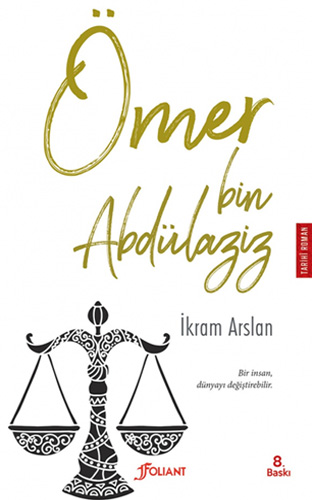 Ömer
bin
Abdülaziz
TARİHİ ROMAN
İkram Arslan
Bir insan,
dünyayı değiştirebilir.
FOLIANT
8.
Baskı